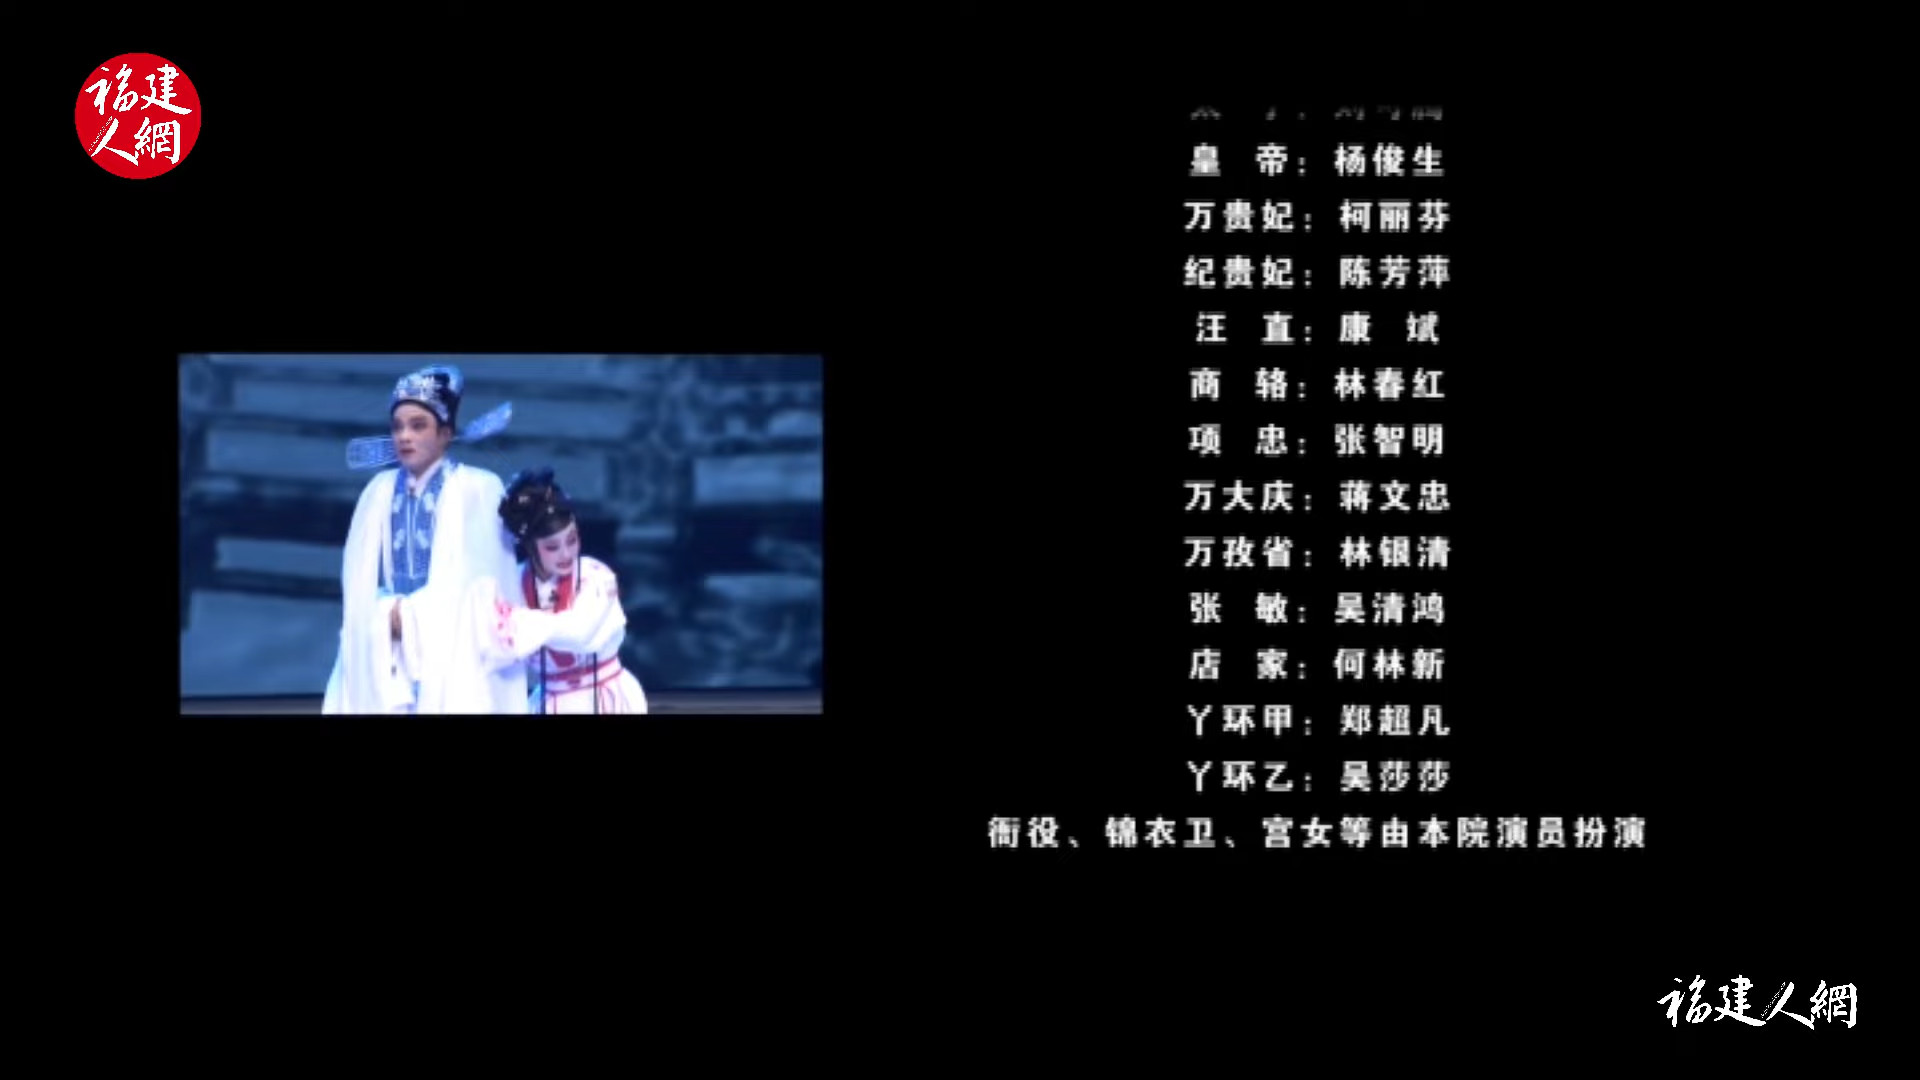 福建
人網
皇 帝：杨俊生
万贵妃：柯丽芬
纪贵妃：陈芳萍
汪 直：康 斌
商 辂：林春红
项 忠：张智明
万大庆：蒋文忠
万孜省：林银清
张 敏：吴清鸿
店 家：何林新
丫环甲：郑超凡
丫环乙：吴莎莎
衙役、锦衣卫、宫女等由本院演员扮演
福建人網